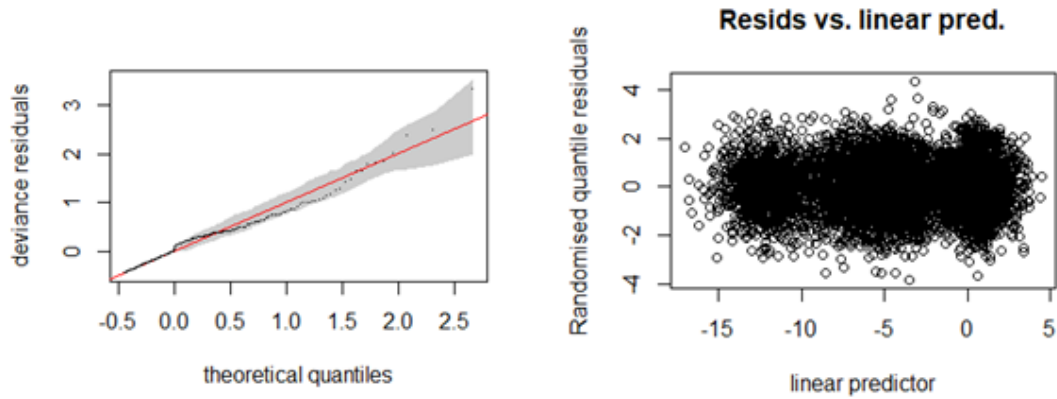 deviance residuals
3
2
1
0
-0.5 0.0 0.5 1.0 1.5 2.0 2.5
theoretical quantiles
Resids vs. linear pred.
Randomised quantile residuals
4
2
0
-2
-4
-15 -10 -5 0 5
linear predictor